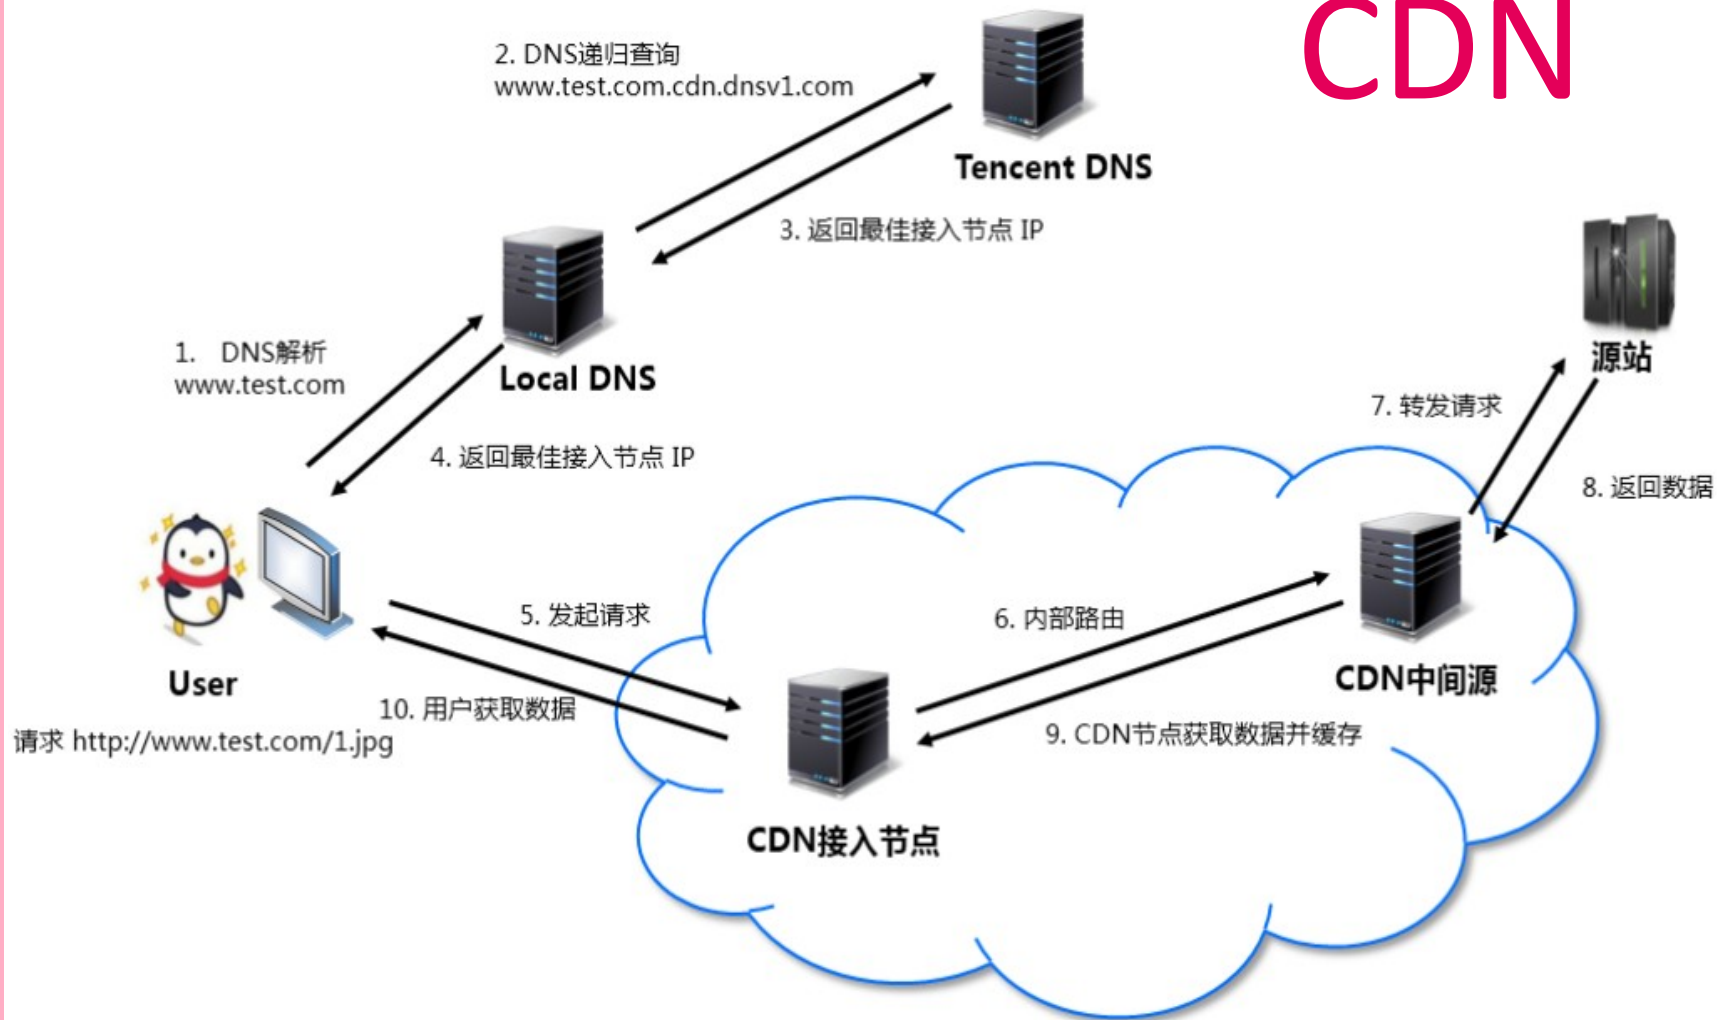 CDN
2. DNS递归查询
www.test.com.cdn.dnsv1.com
Tencent DNS
3. 返回最佳接入节点 IP
源站
1. DNS解析
www.test.com
Local DNS
7. 转发请求
4. 返回最佳接入节点 IP
8. 返回数据
5. 发起请求
6. 内部路由
User
CDN中间源
10. 用户获取数据
请求 http://www.test.com/1.jpg
9. CDN节点获取数据并缓存
CDN接入节点